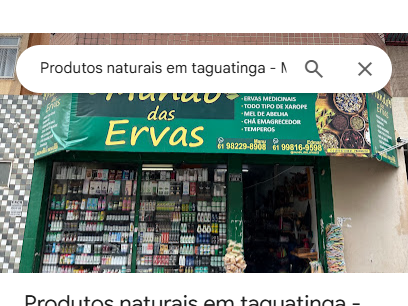 Produtos naturais em taguatinga - M
Mundo
das
Ervas
• ERVAS MEDICINAIS
• TODO TIPO DE XAROPE
• MEL DE ABELHA
• CHÁ EMAGRECEDOR
• TEMPEROS
61 98229-8908
61 99816-9598
Produtos naturais em taguatinga -